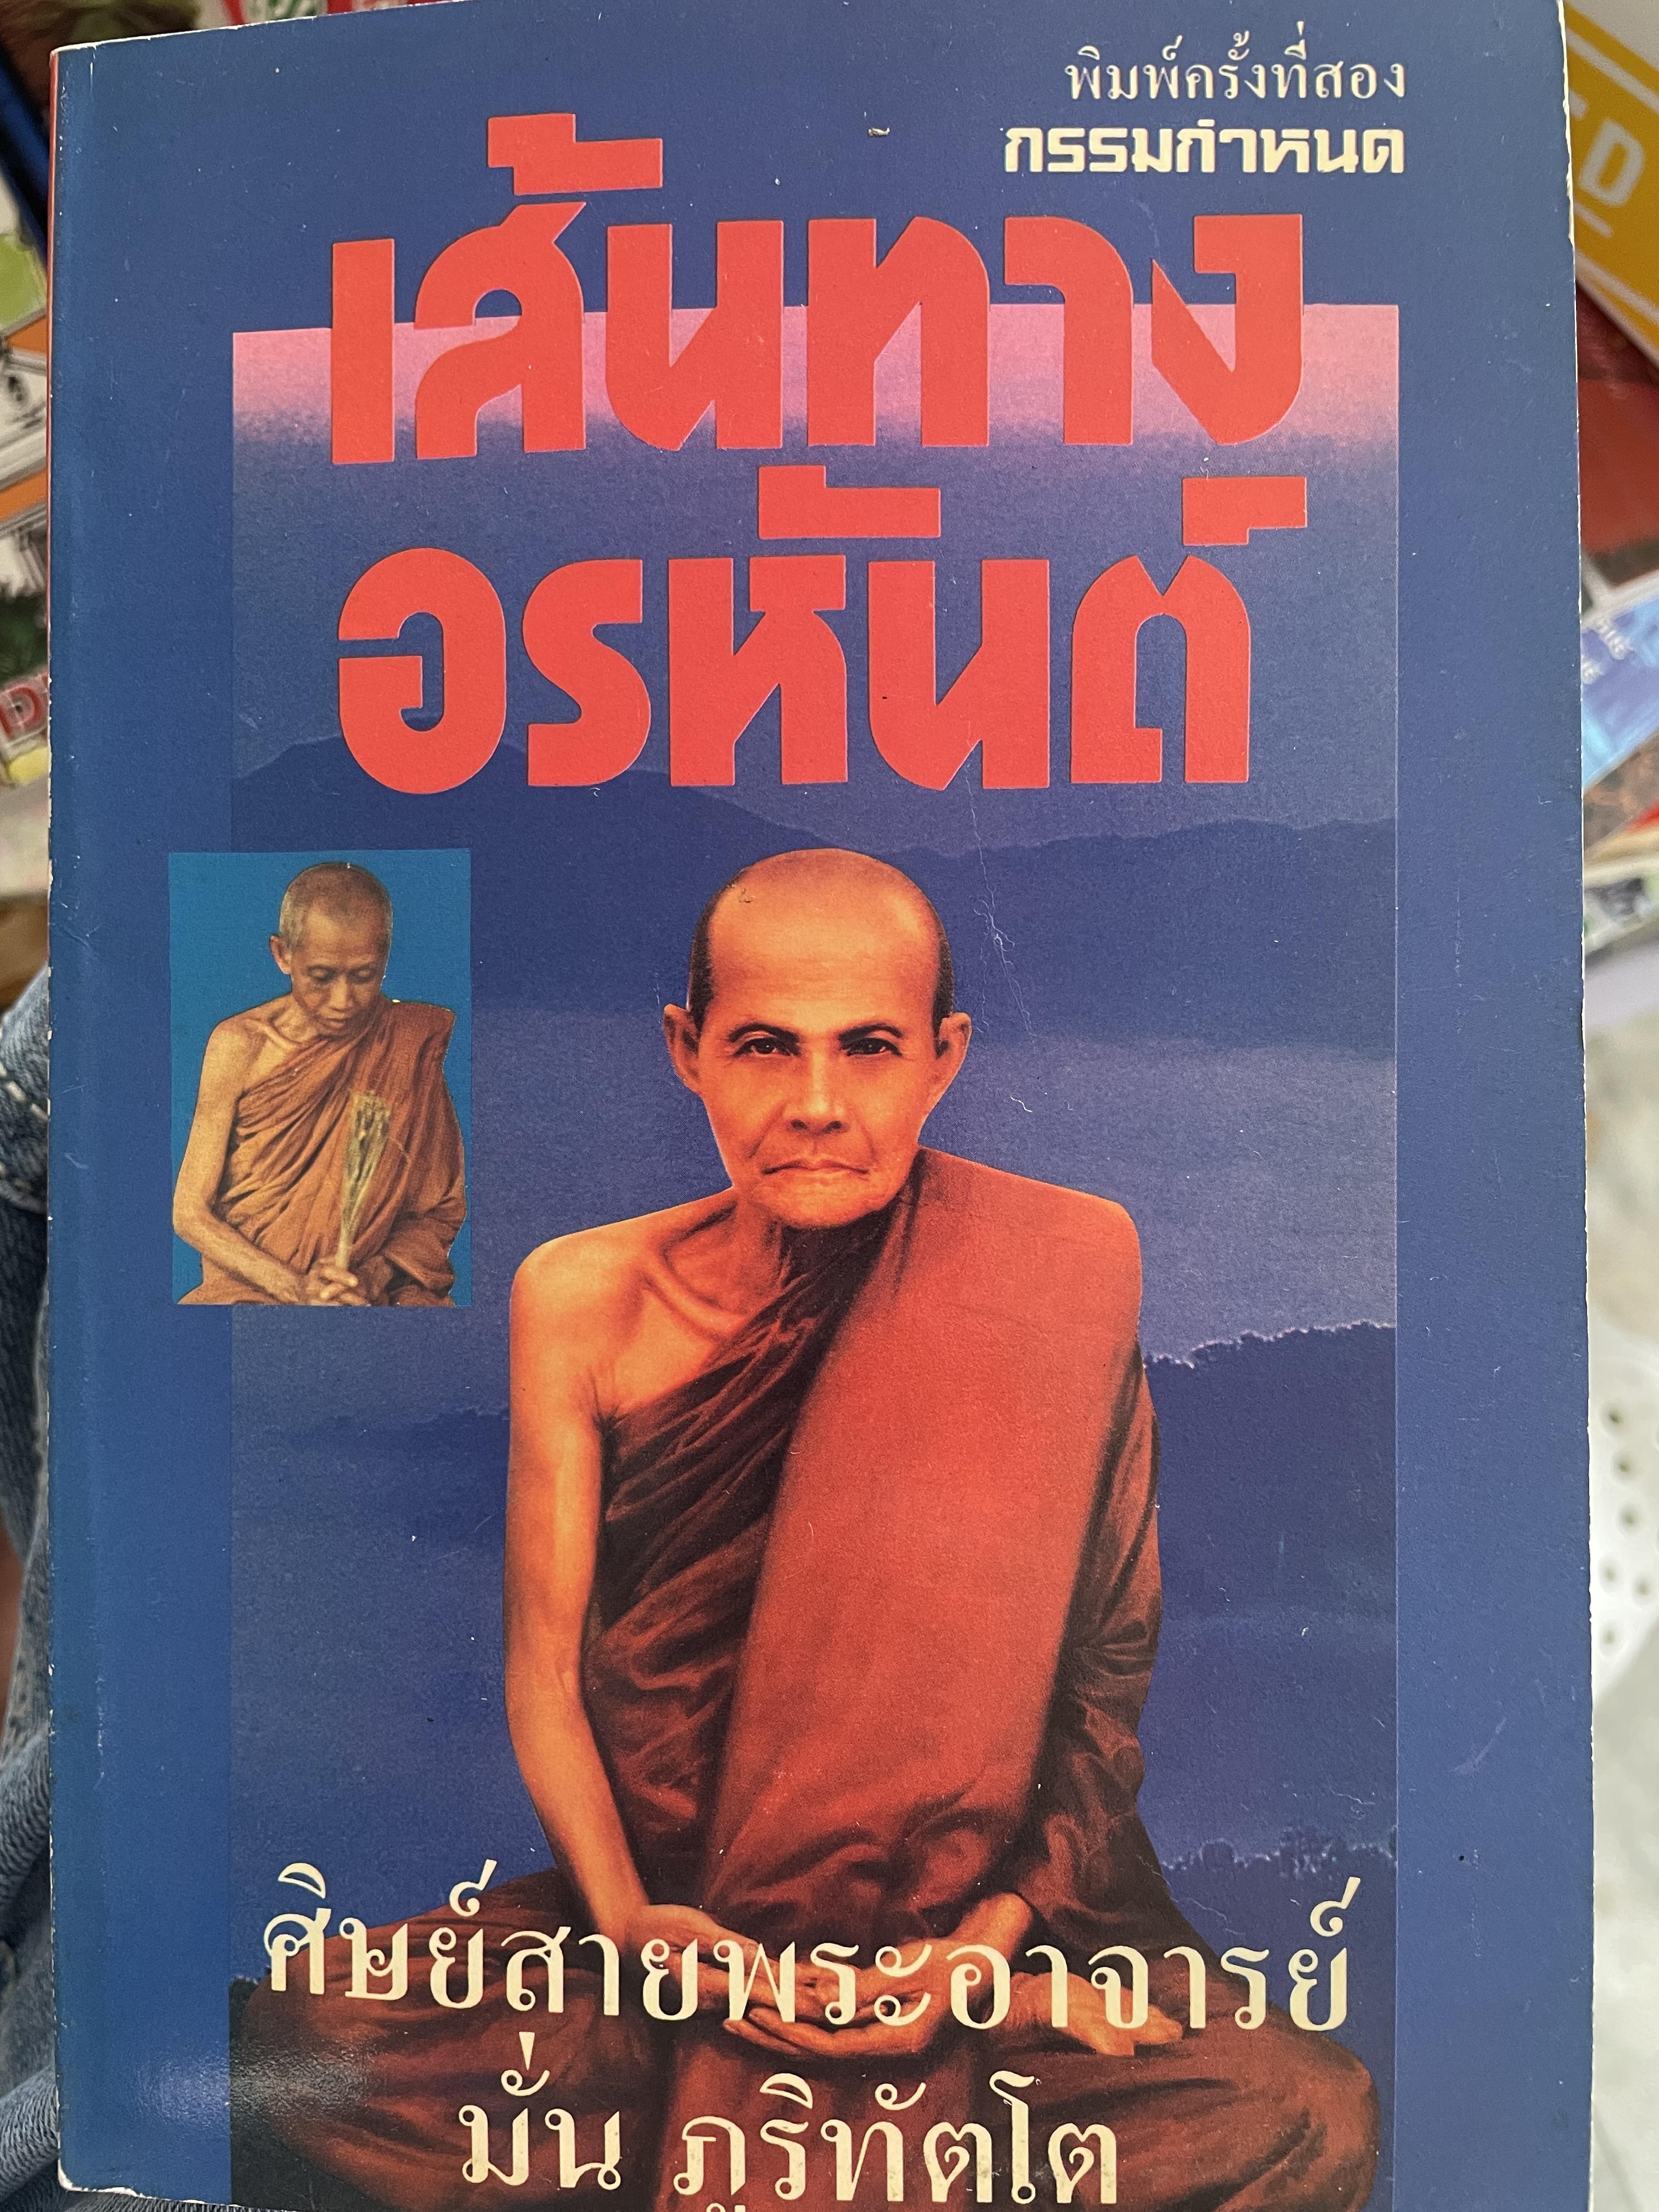 พิมพ์ครั้งที่สอง
กรรมกำหนด
เส้นทาง
อรหันต์
ศิษย์สายพระอาจารย์
มั่น ภูริทัตโต